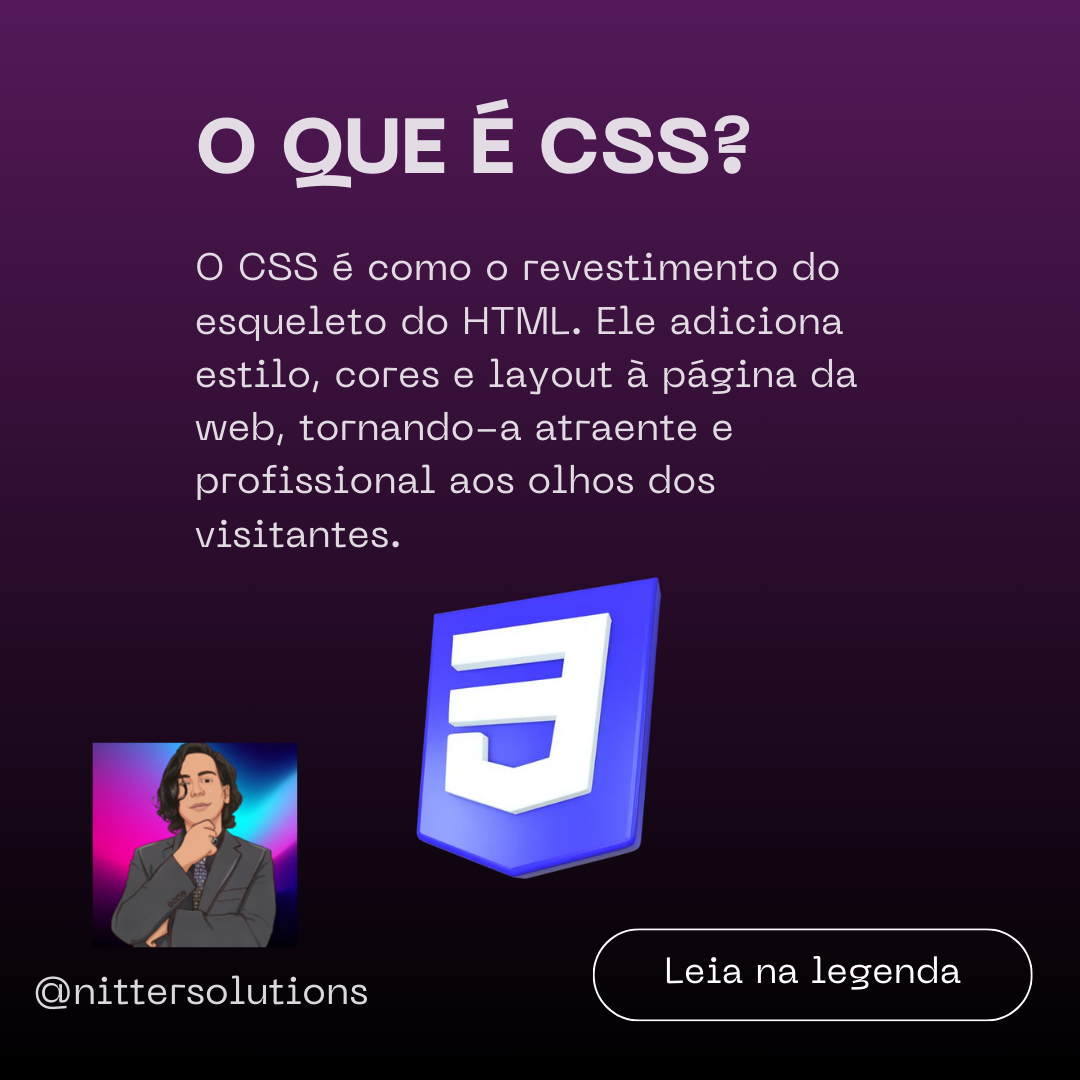 O QUE É CSS?
O CSS é como o revestimento do
esqueleto do HTML. Ele adiciona
estilo, cores e layout à página da
web, tornando-a atraente e
profissional aos olhos dos
visitantes.
3
@nittersolutions
Leia na legenda